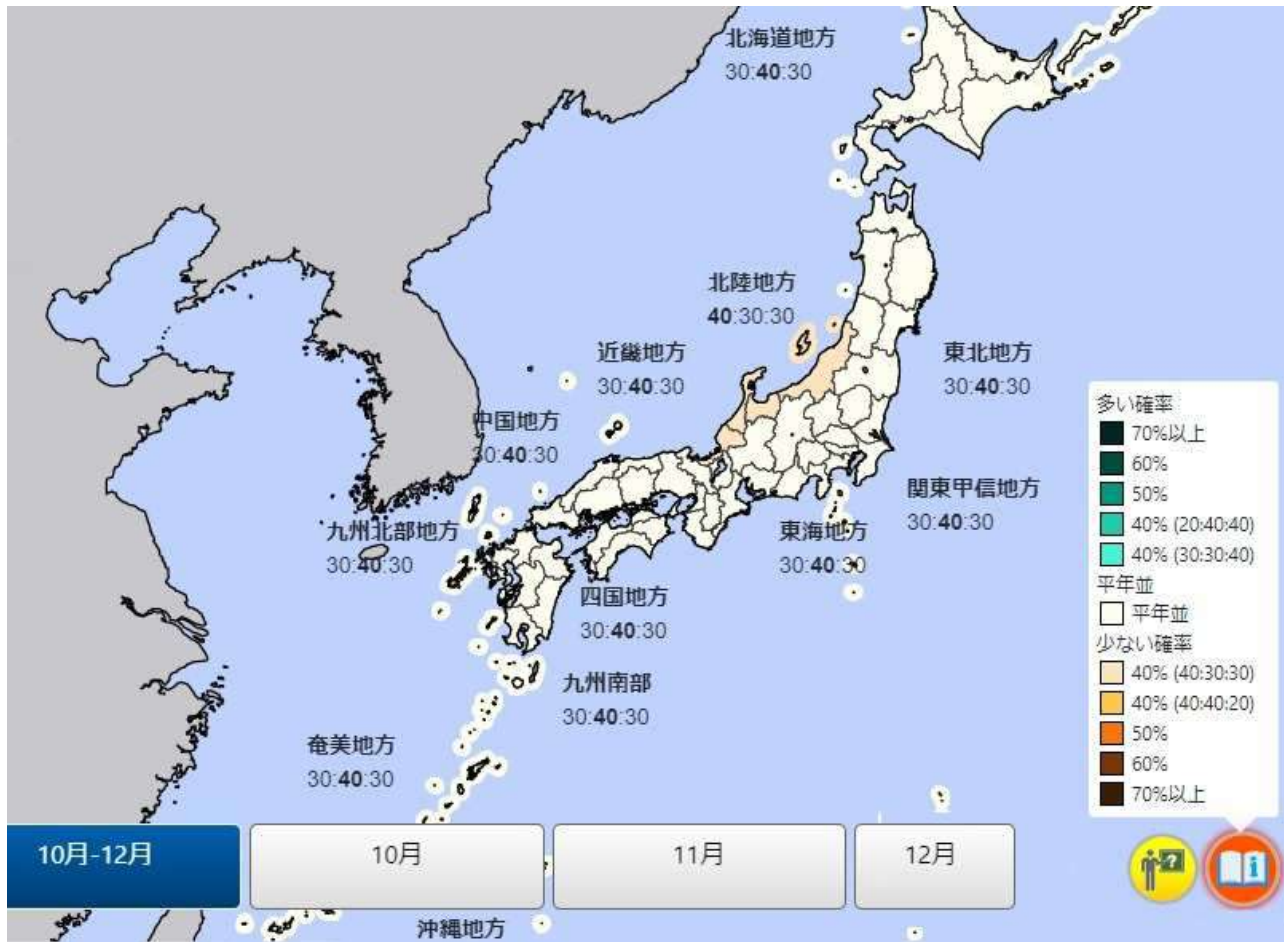 北海道地方
30:40:30
北陸地方
40:30:30
近畿地方
30:40:30
東北地方
30:40:30
中国地方
30:40:30
関東甲信地方
30:40:30
九州北部地方
30:40:30
東海地方
30:40:30
四国地方
30:40:30
九州南部
30:40:30
奄美地方
30:40:30
多い確率
70%以上
60%
50%
40% (20:40:40)
40% (30:30:40)
平年並
平年並
少ない確率
40% (40:30:30)
40% (40:40:20)
50%
60%
70%以上
10月-12月
10月
11月
12月
?
i
沖縄地方